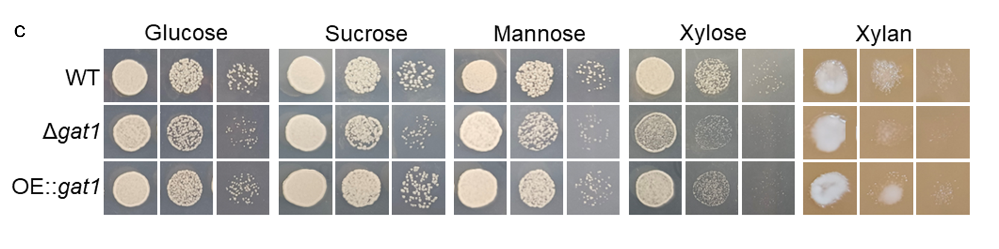 c
Glucose Sucrose Mannose Xylose Xylan
WT
Δgat1
OE::gat1